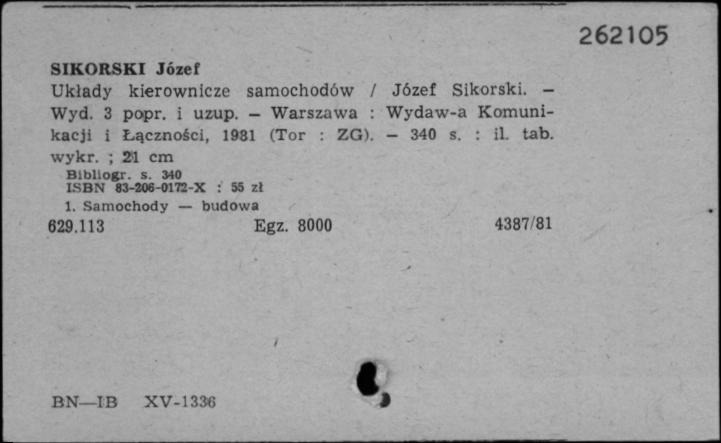 262105
SIKORSKI Józef
Układy kierownicze samochodów / Józef Sikorski. —
Wyd. 3 popr. i uzup. — Warszawa : Wydaw-a Komuni-
kacji i Łączności, 1981 (Tor : ZG). — 340 s. : il. tab.
wykr. ; 21 cm
Bibliogr. s. 340
ISBN 83-206-0172-X : 55 zł
1. Samochody — budowa
629.113 Egz. 8000 4387/81
BN—IB XV-1336